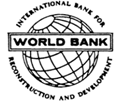 INTERNATIONAL BANK FOR
WORLD BANK
RECONSTRUCTION AND DEVELOPMENT